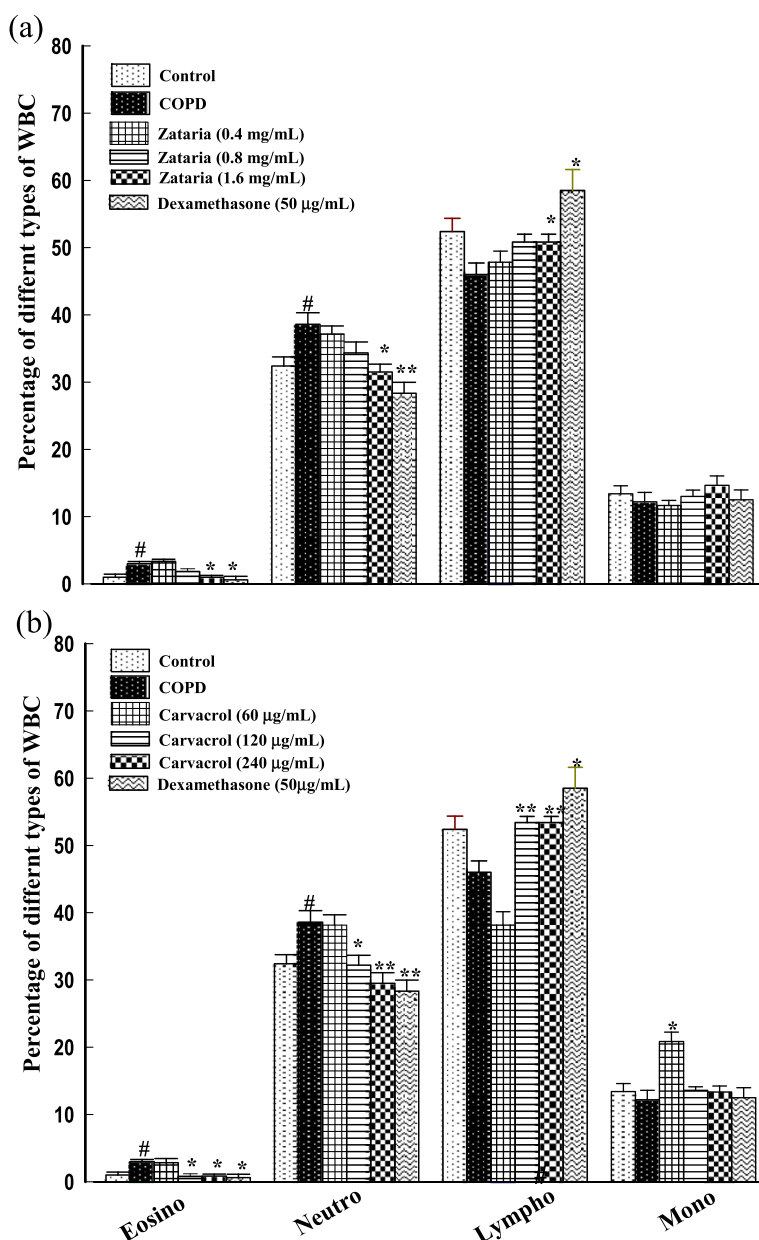 (a)
Percentage of differnt types of WBC
80
70
60
50
40
30
20
10
0
Control
COPD
Zataria (0.4 mg/mL)
Zataria (0.8 mg/mL)
Zataria (1.6 mg/mL)
Dexamethasone (50 µg/mL)
#
*
*
#
*
**
*
*
(b)
Percentage of differnt types of WBC
80
70
60
50
40
30
20
10
0
Control
COPD
Carvacrol (60 µg/mL)
Carvacrol (120 µg/mL)
Carvacrol (240 µg/mL)
Dexamethasone (50µg/mL)
#
*
*
*
#
*
**
**
**
**
*
*
Eosino
Neutro
Lympho
Mono